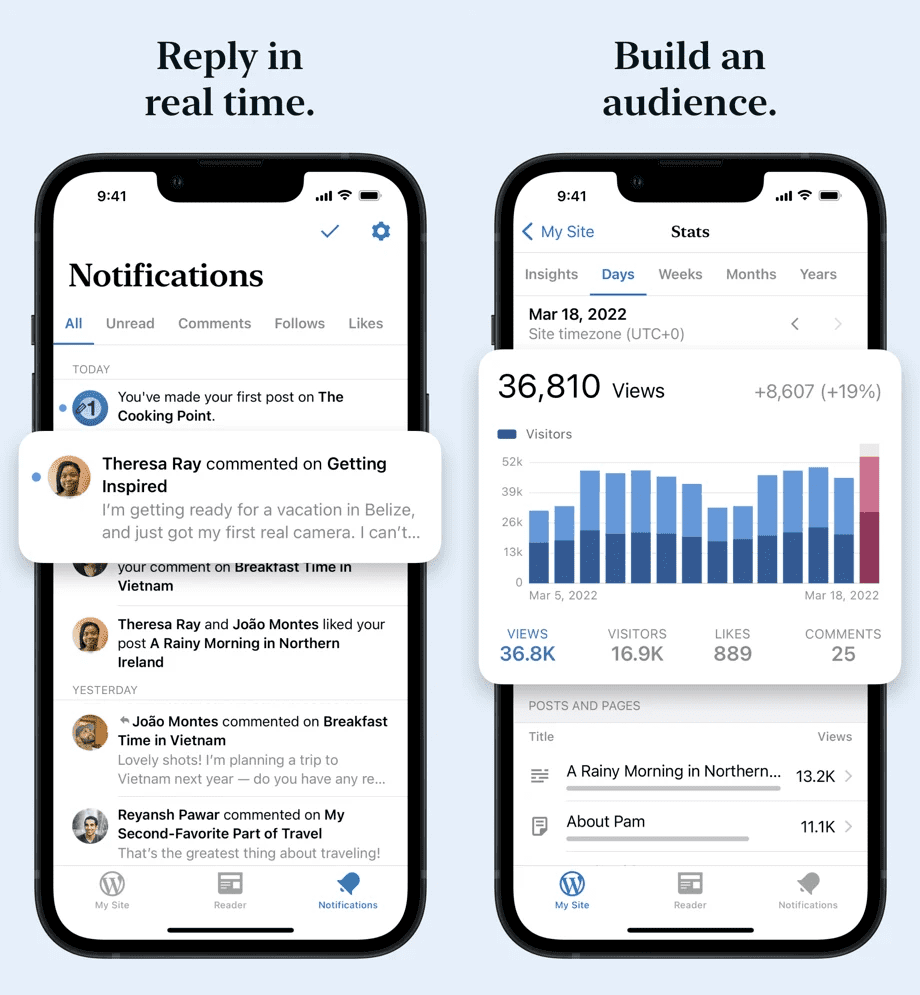 Reply in
real time.
9:41
Notifications
All Unread Comments Follows Likes
TODAY
1
You've made your first post on The
Cooking Point.
Theresa Ray commented on Getting
Inspired
I'm getting ready for a vacation in Belize,
and just got my first real camera. I can't...
your comment on Breakfast Time in
Vietnam
Theresa Ray and João Montes liked your
post A Rainy Morning in Northern
Ireland
YESTERDAY
João Montes commented on Breakfast
Time in Vietnam
Lovely shots! I'm planning a trip to
Vietnam next year — do you have any re...
Reyansh Pawar commented on My
Second-Favorite Part of Travel
That's the greatest thing about traveling!
My Site Reader Notifications
Build an
audience.
9:41
My Site Stats
Insights Days Weeks Months Years
Mar 18, 2022
Site timezone (UTC+0)
36,810 Views +8,607 (+19%)
Visitors
52k
39k
26k
13k
0
Mar 5, 2022 Mar 18, 2022
VIEWS VISITORS LIKES COMMENTS
36.8K 16.9K 889 25
POSTS AND PAGES
Title Views
A Rainy Morning in Northern... 13.2K
About Pam 11.1K
My Site Reader Notifications